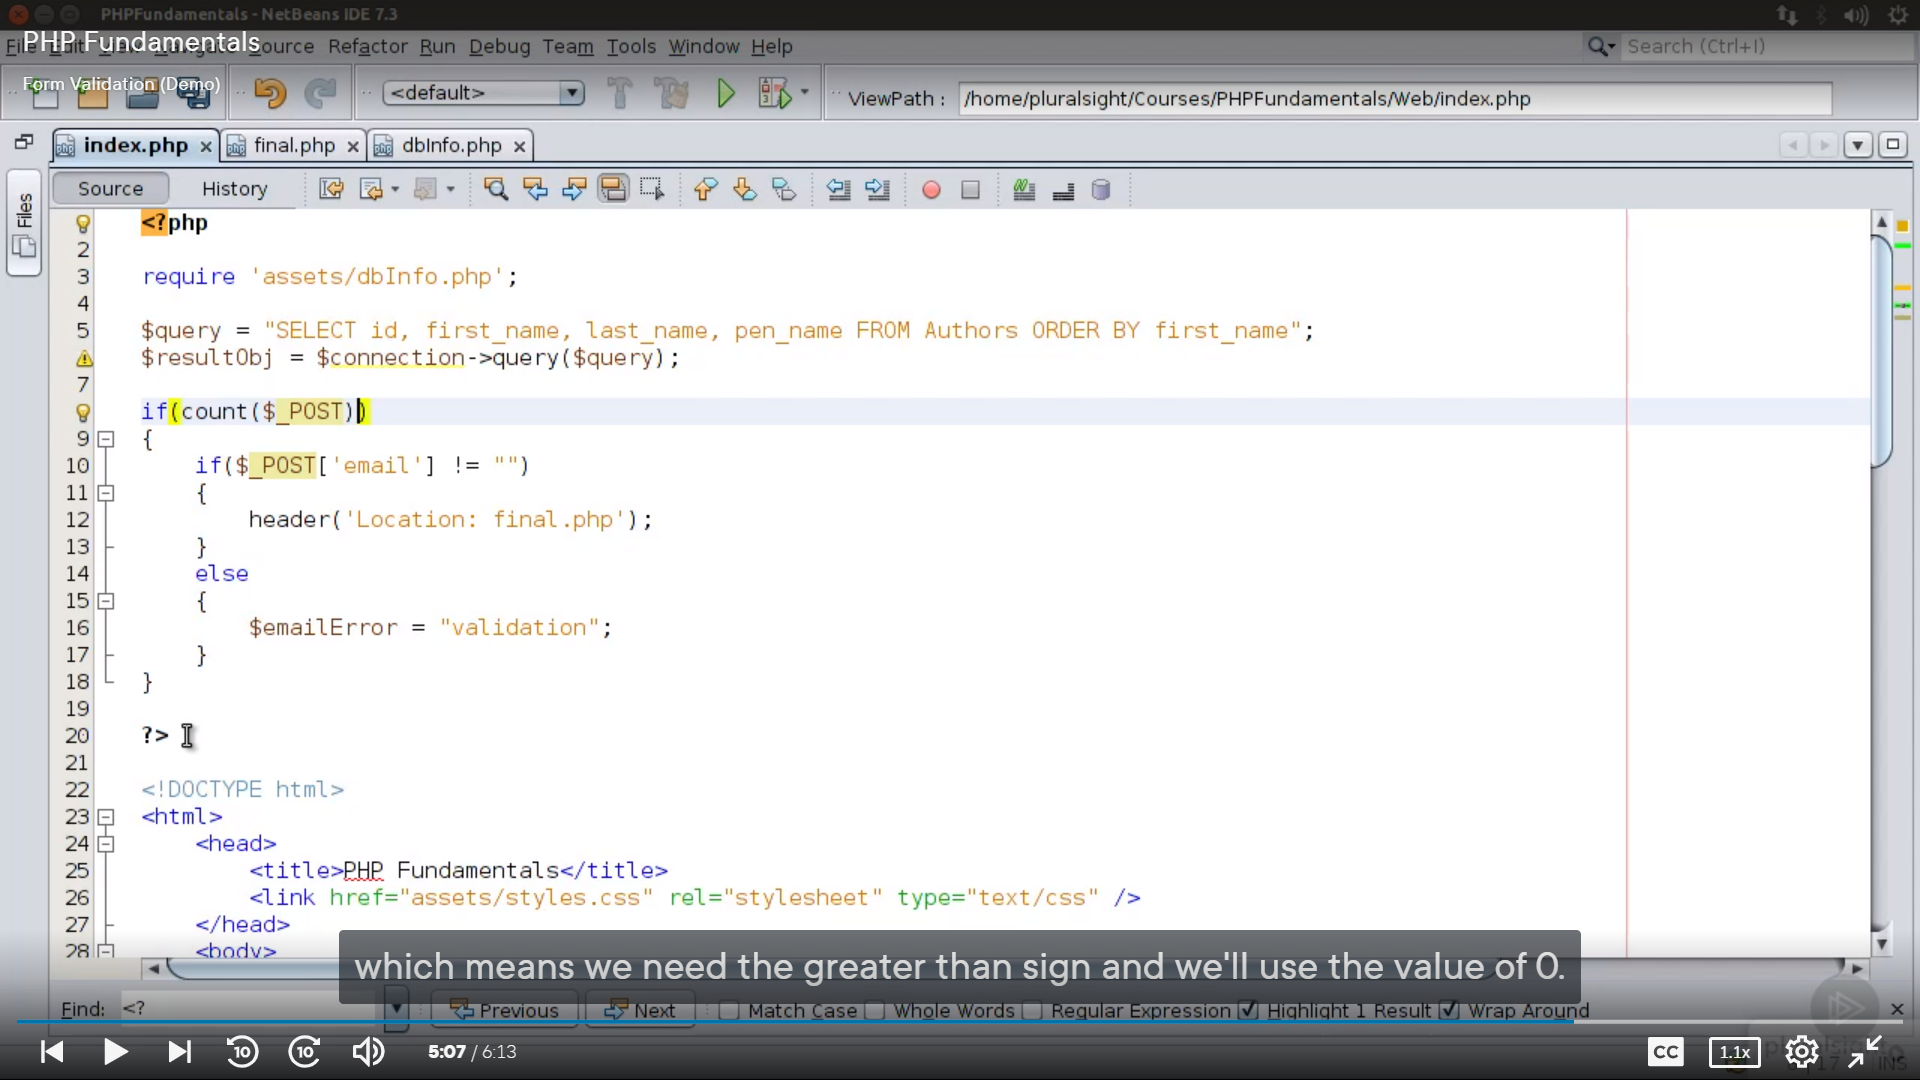 PHPFundamentals - NetBeans IDE 7.3
PHP Fundamentals
File Edit View Navigate Source Refactor Run Debug Team Tools Window Help
Search (Ctrl+I)
Form Validation (Demo)
<default>
ViewPath : /home/pluralsight/Courses/PHPFundamentals/Web/index.php
index.php final.php dbInfo.php
Files
Source History
<?php
2
3 require 'assets/dbInfo.php';
4
5 $query = "SELECT id, first_name, last_name, pen_name FROM Authors ORDER BY first_name";
$resultObj = $connection->query($query);
7
if(count($_POST))
9 {
10 if($_POST['email'] != "")
11 {
12 header('Location: final.php');
13 }
14 else
15 {
16 $emailError = "validation";
17 }
18 }
19
20 ?>
21
22 <!DOCTYPE html>
23 <html>
24 <head>
25 <title>PHP Fundamentals</title>
26 <link href="assets/styles.css" rel="stylesheet" type="text/css" />
27 </head>
28 <body>
which means we need the greater than sign and we'll use the value of 0.
Find: <? Previous Next Match Case Whole Words Regular Expression Highlight 1 Result Wrap Around
10 10 5:07 / 6:13 CC 1.1x
INS